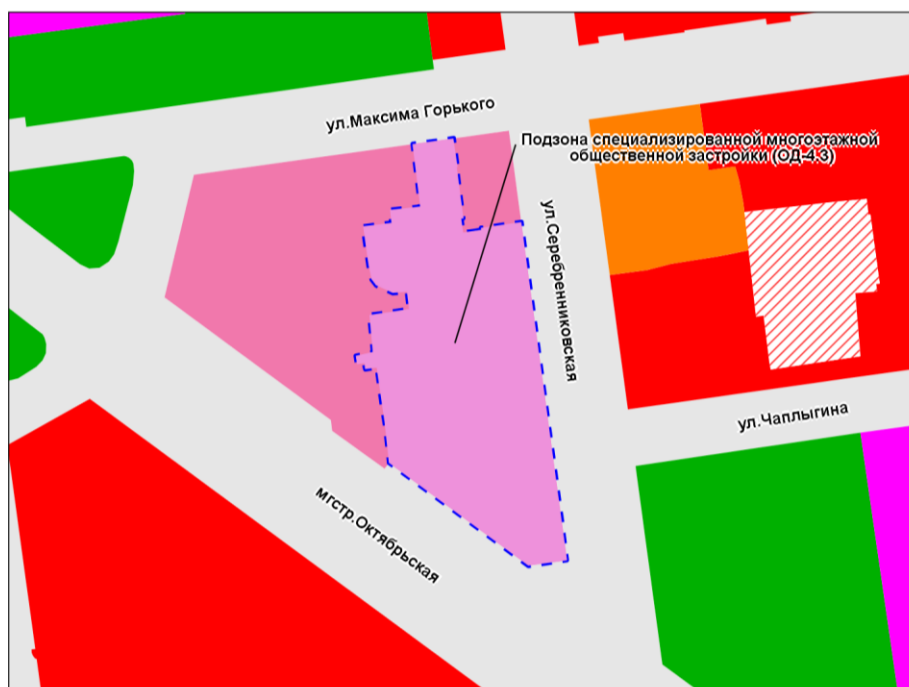 ул.Максима Горького
Подзона специализированной многоэтажной
общественной застройки (ОД-4.3)
ул.Серебренниковская
ул.Чаплыгина
мгстр.Октябрьская